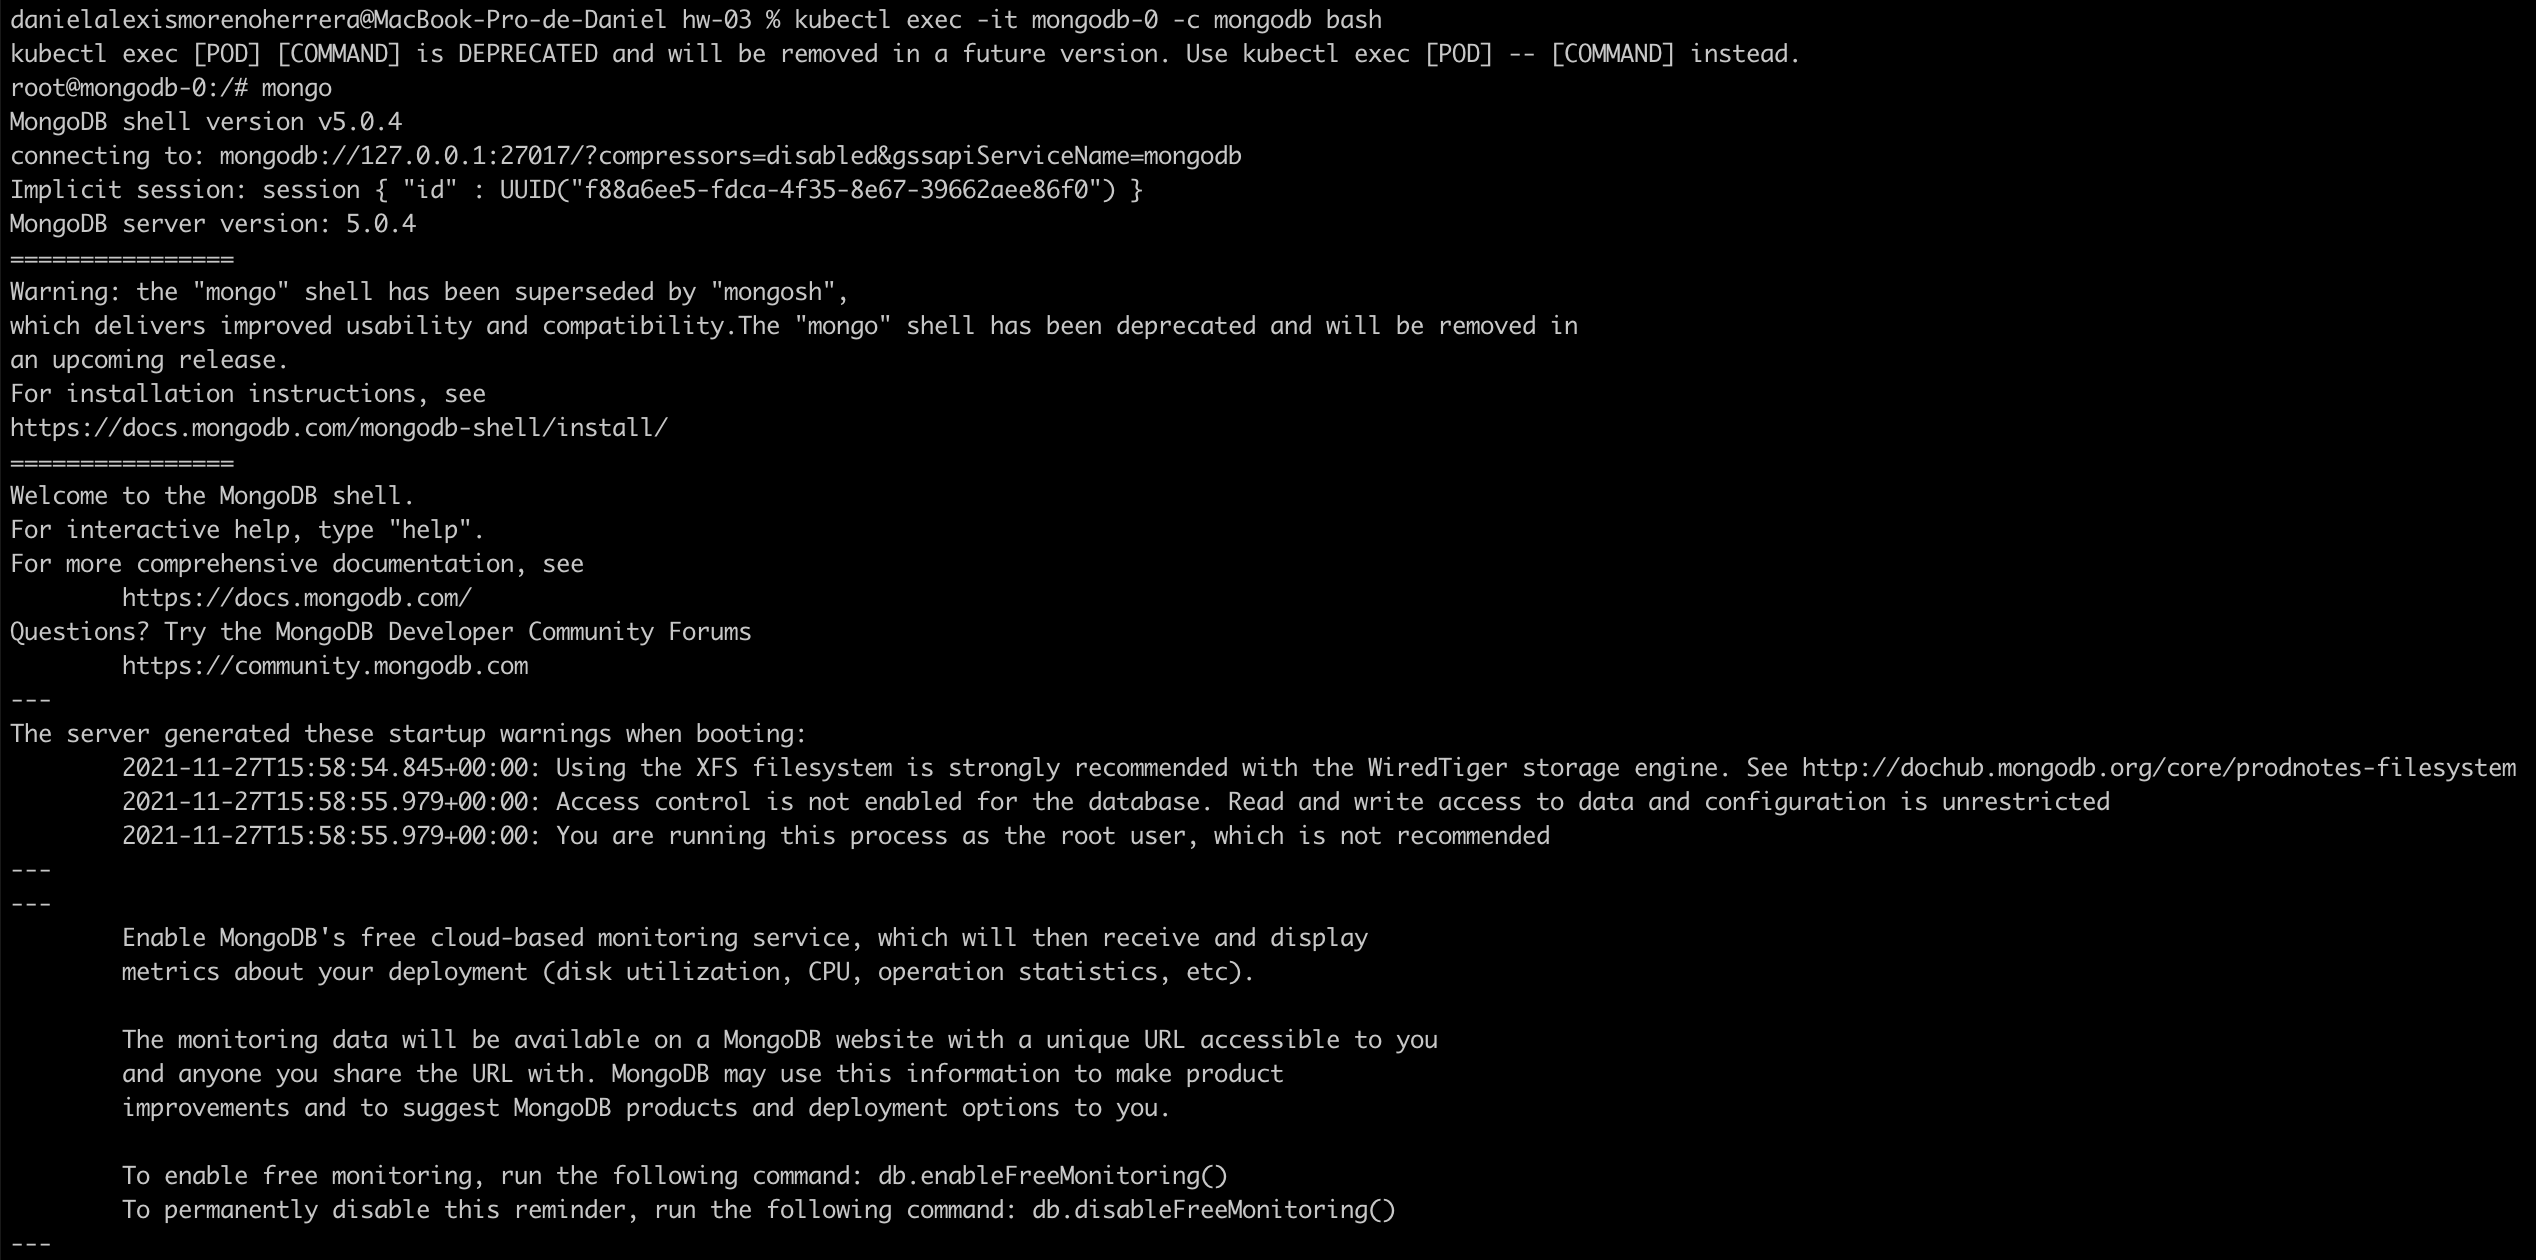 danielalexismorenoherrera@MacBook-Pro-de-Daniel hw-03 % kubectl exec -it mongodb-0 -c mongodb bash
kubectl exec [POD] [COMMAND] is DEPRECATED and will be removed in a future version. Use kubectl exec [POD] -- [COMMAND] instead.
root@mongodb-0:/# mongo
MongoDB shell version v5.0.4
connecting to: mongodb://127.0.0.1:27017/?compressors=disabled&gssapiServiceName=mongodb
Implicit session: session { "id" : UUID("f88a6ee5-fdca-4f35-8e67-39662aee86f0") }
MongoDB server version: 5.0.4
================
Warning: the "mongo" shell has been superseded by "mongosh",
which delivers improved usability and compatibility.The "mongo" shell has been deprecated and will be removed in
an upcoming release.
For installation instructions, see
https://docs.mongodb.com/mongodb-shell/install/
================
Welcome to the MongoDB shell.
For interactive help, type "help".
For more comprehensive documentation, see
	https://docs.mongodb.com/
Questions? Try the MongoDB Developer Community Forums
	https://community.mongodb.com
---
The server generated these startup warnings when booting:
	2021-11-27T15:58:54.845+00:00: Using the XFS filesystem is strongly recommended with the WiredTiger storage engine. See http://dochub.mongodb.org/core/prodnotes-filesystem
	2021-11-27T15:58:55.979+00:00: Access control is not enabled for the database. Read and write access to data and configuration is unrestricted
	2021-11-27T15:58:55.979+00:00: You are running this process as the root user, which is not recommended
---
---
	Enable MongoDB's free cloud-based monitoring service, which will then receive and display
	metrics about your deployment (disk utilization, CPU, operation statistics, etc).

	The monitoring data will be available on a MongoDB website with a unique URL accessible to you
	and anyone you share the URL with. MongoDB may use this information to make product
	improvements and to suggest MongoDB products and deployment options to you.

	To enable free monitoring, run the following command: db.enableFreeMonitoring()
	To permanently disable this reminder, run the following command: db.disableFreeMonitoring()
---